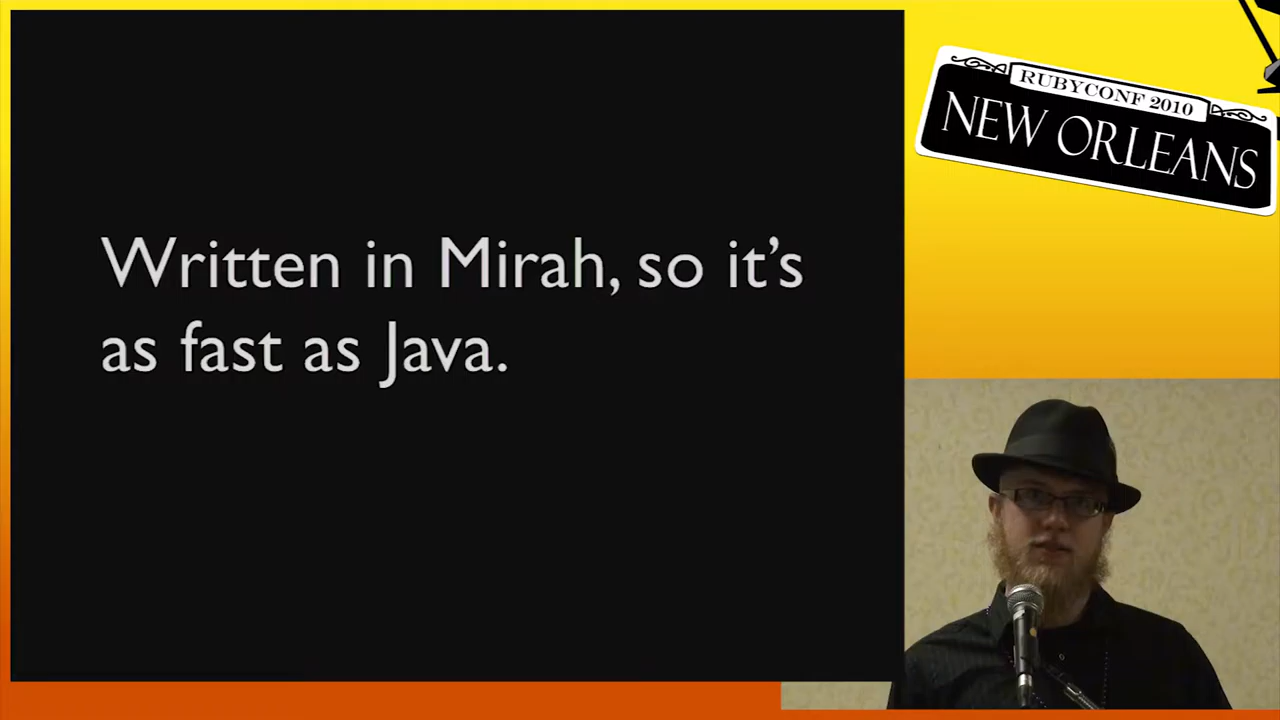 Written in Mirah, so it’s
as fast as Java.
RUBYCONF 2010
NEW ORLEANS